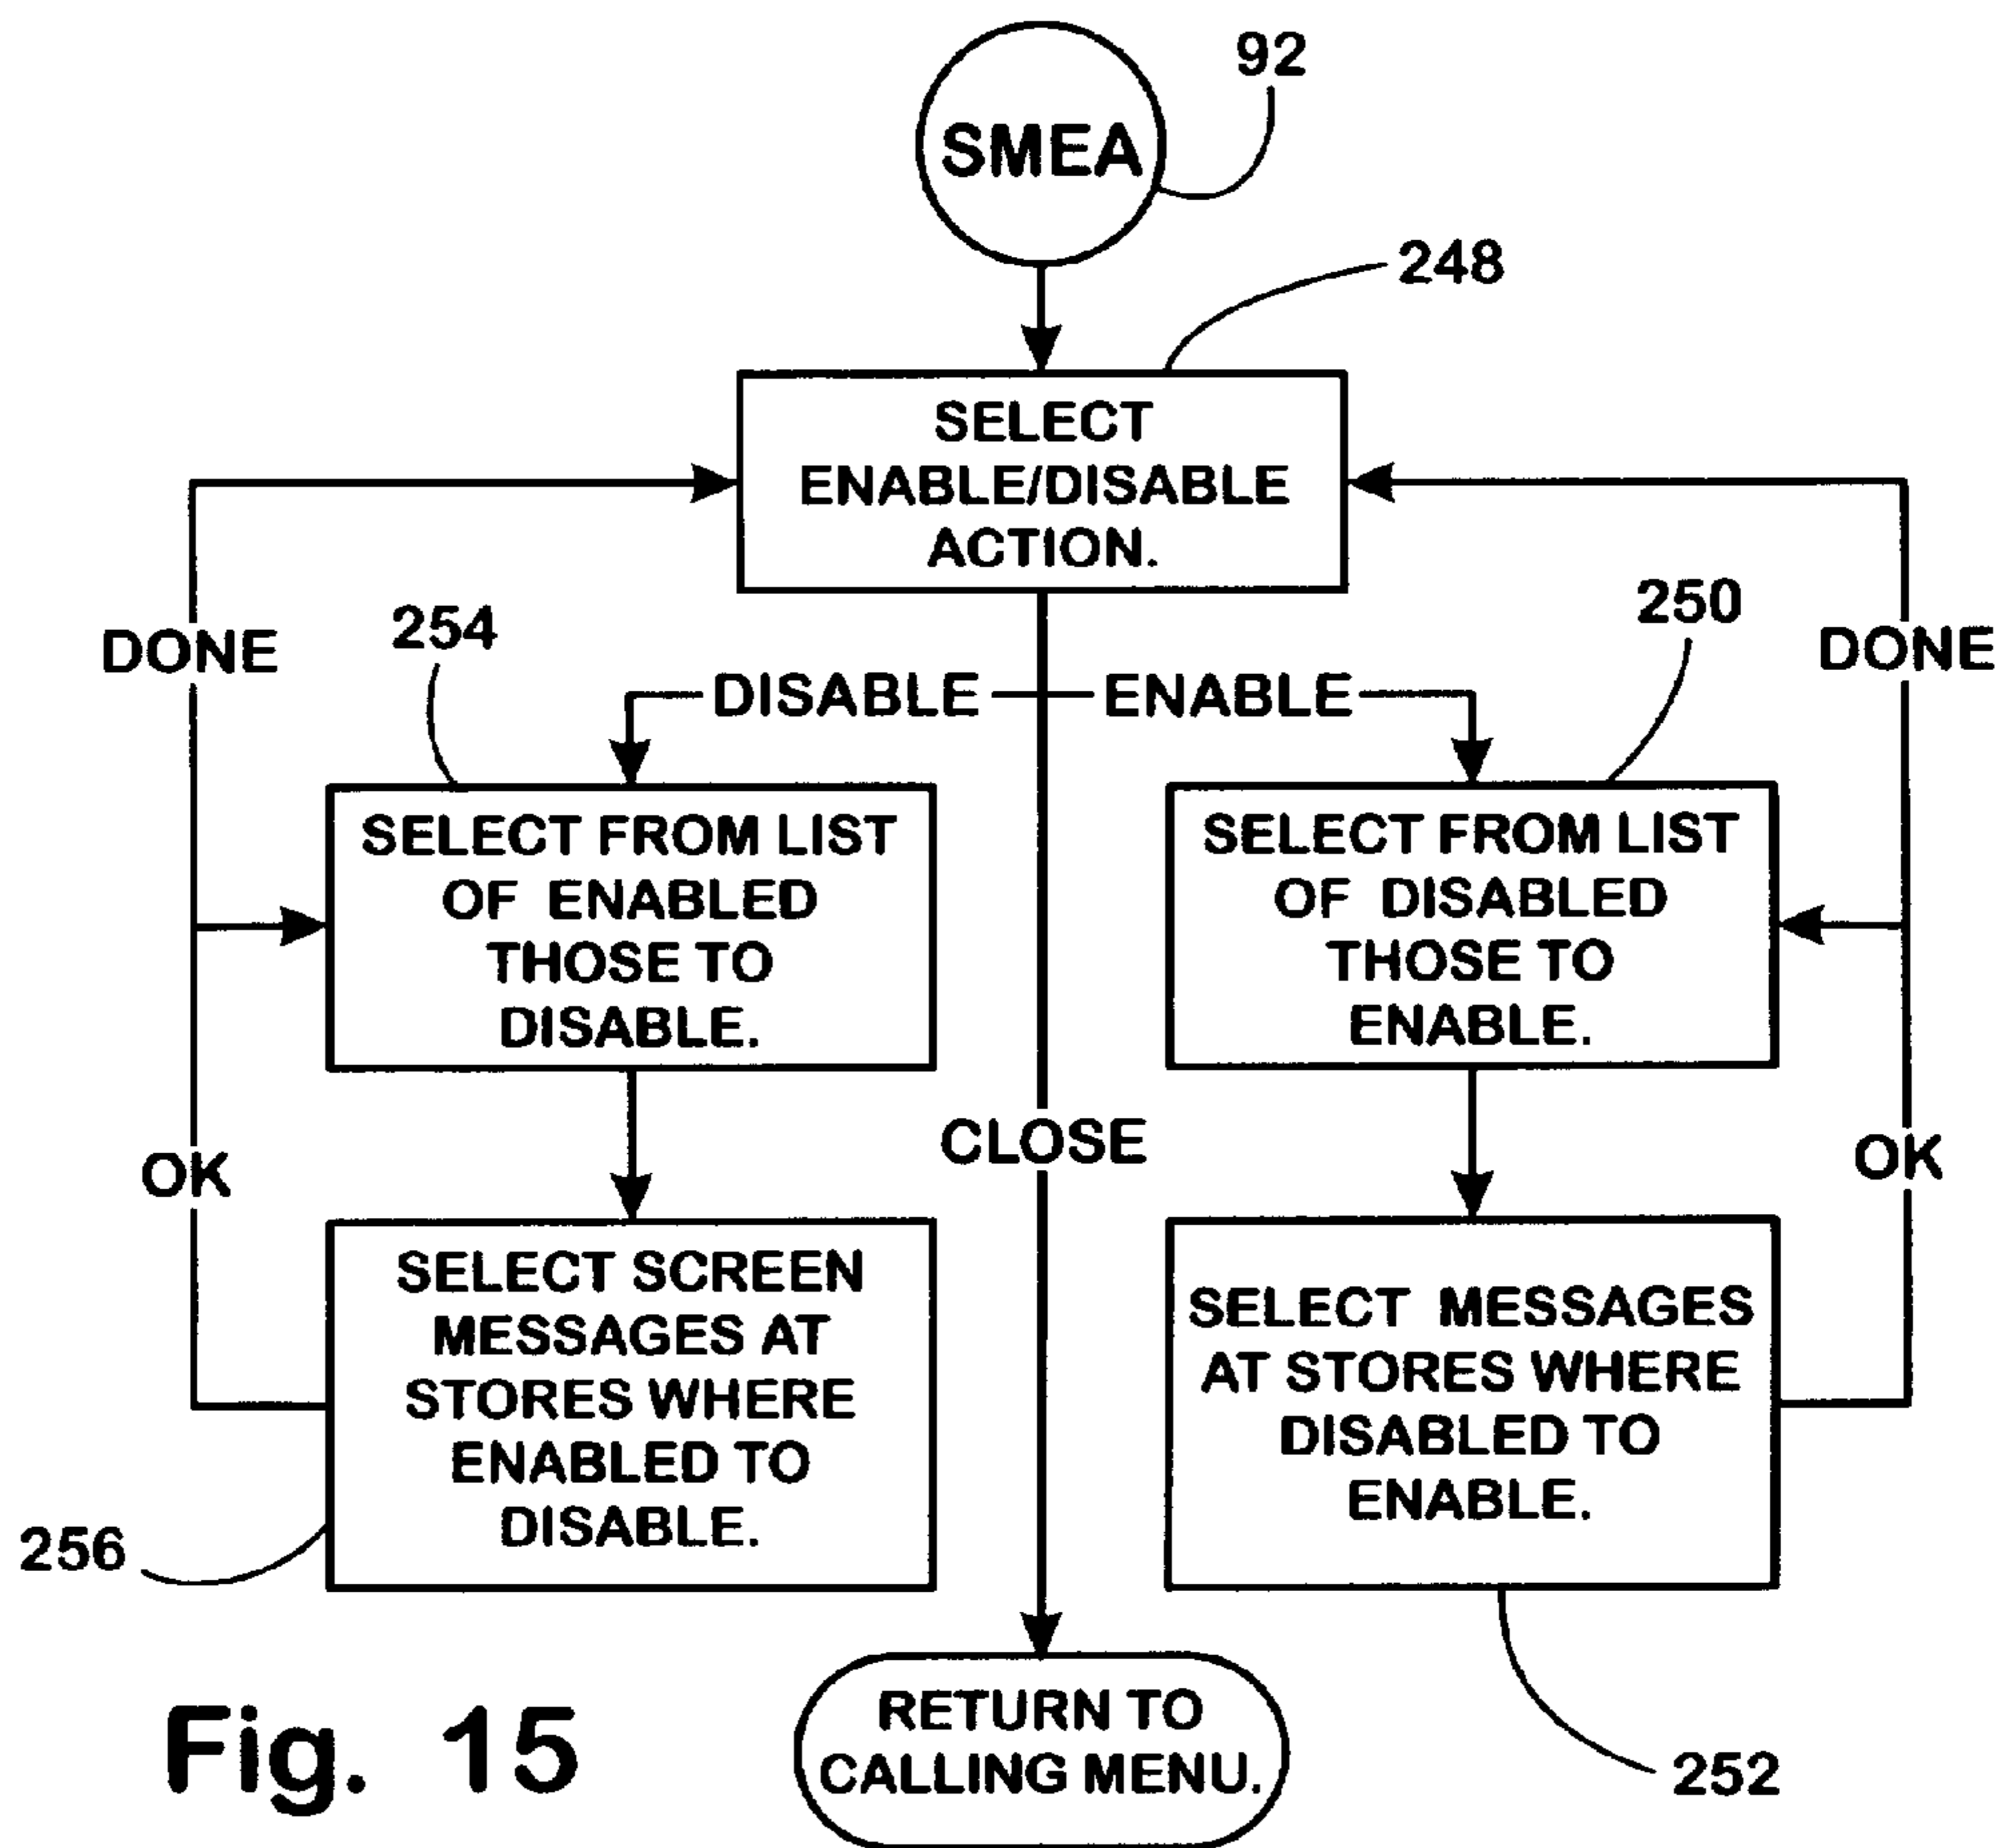 92
SMEA
248
SELECT
ENABLE/DISABLE
ACTION.
254
250
DONE
DONE
DISABLE
ENABLE
SELECT FROM LIST
OF ENABLED
THOSE TO
DISABLE.
SELECT FROM LIST
OF DISABLED
THOSE TO
ENABLE.
OK
CLOSE
OK
SELECT SCREEN
MESSAGES AT
STORES WHERE
ENABLED TO
DISABLE.
SELECT MESSAGES
AT STORES WHERE
DISABLED TO
ENABLE.
256
252
RETURN TO
CALLING MENU.
Fig. 15